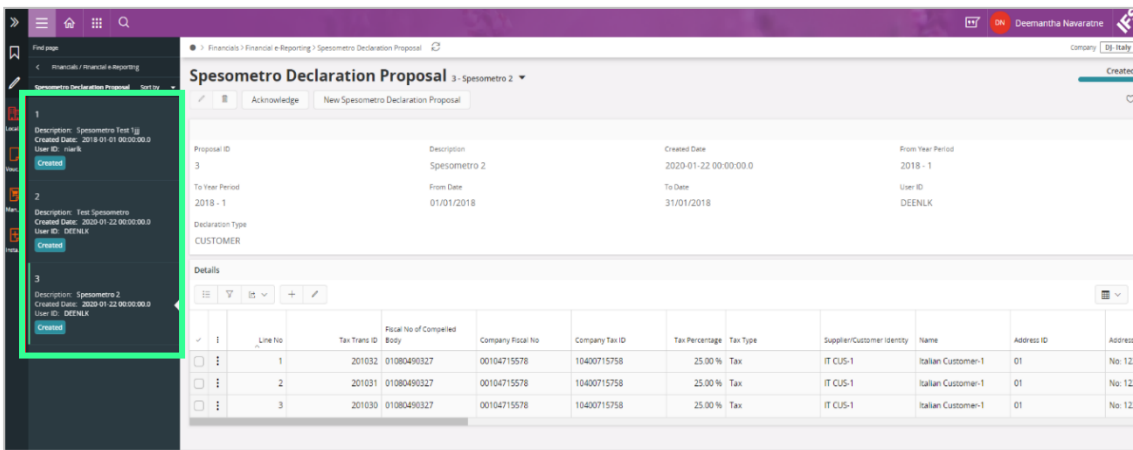 DN Deemantha Navaratne
Find page
Financials / Financial e-Reporting
Spesometro Declaration Proposal Sort by
1
Description: Spesometro Test 1jjj
Created Date: 2018-01-01 00:00:00.0
User ID: niarlk
Created
2
Description: Test Spesometro
Created Date: 2020-01-22 00:00:00.0
User ID: DEENLK
Created
3
Description: Spesometro 2
Created Date: 2020-01-22 00:00:00.0
User ID: DEENLK
Created
Financials > Financial e-Reporting > Spesometro Declaration Proposal
Company DJ- Italy
Spesometro Declaration Proposal 3 - Spesometro 2
Created
Acknowledge New Spesometro Declaration Proposal
Proposal ID Description Created Date From Year Period
3 Spesometro 2 2020-01-22 00:00:00.0 2018 - 1
To Year Period From Date To Date User ID
2018 - 1 01/01/2018 31/01/2018 DEENLK
Declaration Type
CUSTOMER
Details
Line No Tax Trans ID Fiscal No of Compelled Body Company Fiscal No Company Tax ID Tax Percentage Tax Type Supplier/Customer Identity Name Address ID Address
1 201032 01080490327 00104715578 10400715758 25.00 % Tax IT CUS-1 Italian Customer-1 01 No: 12
2 201031 01080490327 00104715578 10400715758 25.00 % Tax IT CUS-1 Italian Customer-1 01 No: 12
3 201030 01080490327 00104715578 10400715758 25.00 % Tax IT CUS-1 Italian Customer-1 01 No: 12